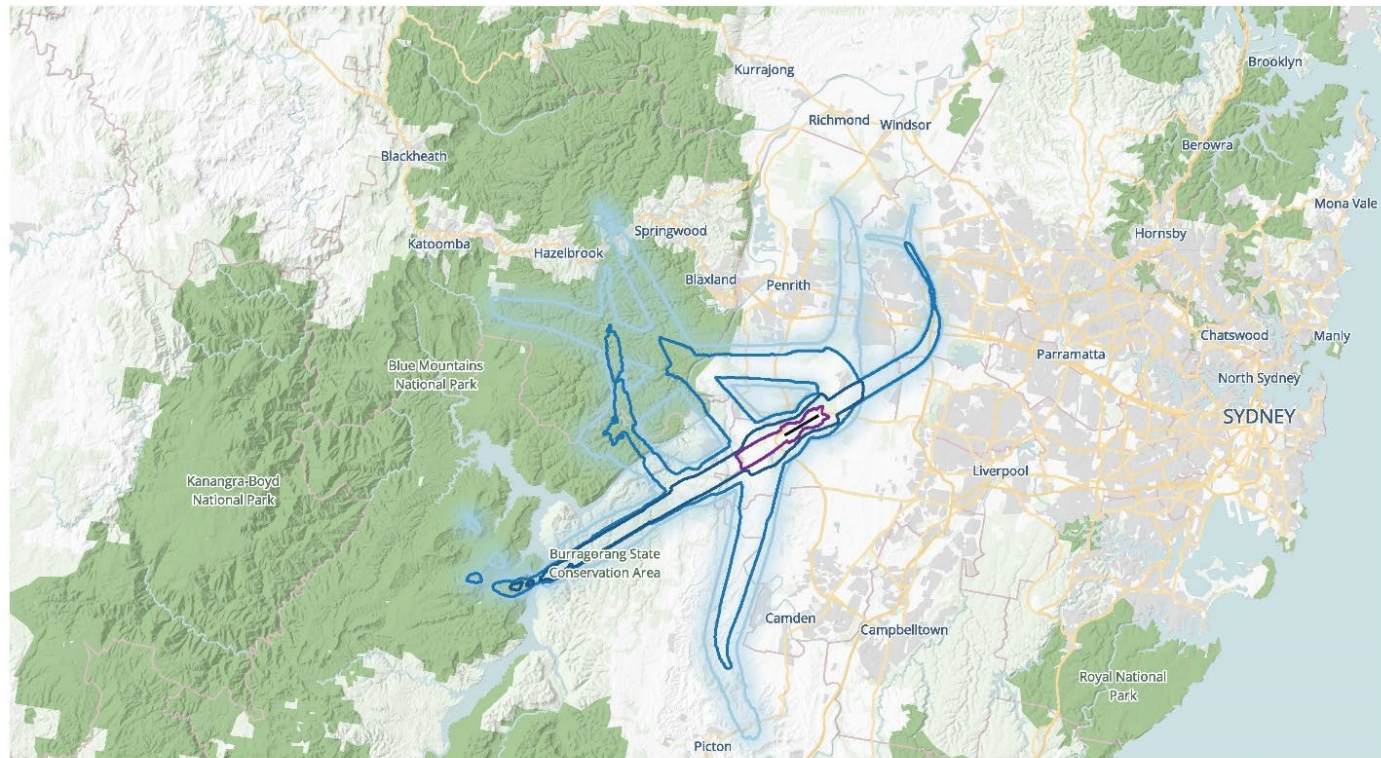 Brooklyn
Kurrajong
Richmond
Windsor
Berowra
Blackheath
Mona Vale
Springwood
Hornsby
Katoomba
Hazelbrook
Blaxland
Penrith
Chatswood
Manly
Parramatta
Blue Mountains
National Park
North Sydney
SYDNEY
Liverpool
Kanangra-Boyd
National Park
Burragorang State
Conservation Area
Camden
Campbelltown
Royal National
Park
Picton